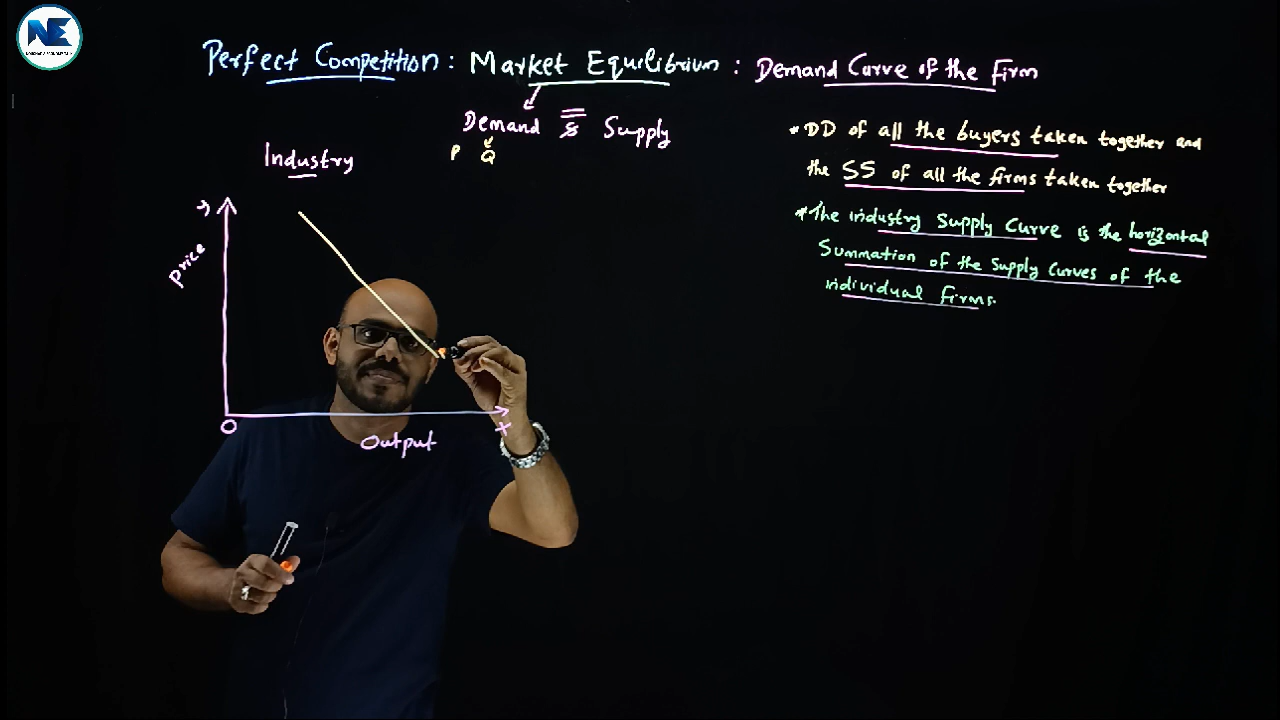 NE
Perfect Competition : Market Equilibrium : Demand Curve of the Firm
Demand & Supply
P Q
Industry
Price
O
Output
x
* DD of all the buyers taken together and
the SS of all the firms taken together
* The industry Supply Curve is the horizontal
Summation of the supply curves of the
individual firms.